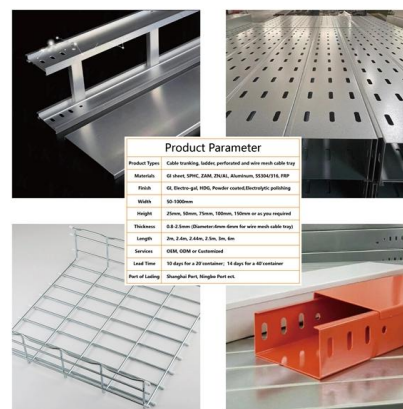 Product Parameter
Product Types Cable trunking, ladder, perforated and wire mesh cable tray
Materials GI sheet, SPHC, ZAM, ZN/AL, Aluminum, SS304/316, FRP
Finish GI, Electro-gal, HDG, Powder coated,Electrolytic polishing
Width 50-1000mm
Height 25mm, 50mm, 75mm, 100mm, 150mm or as you required
Thickness 0.8-2.5mm (Diameter:4mm-6mm for wire mesh cable tray)
Length 2m, 2.4m, 2.44m, 2.5m, 3m, 6m
Services OEM, ODM or Customized
Lead Time 10 days for a 20'container; 14 days for a 40'container
Port of Lading Shanghai Port, Ningbo Port ect.